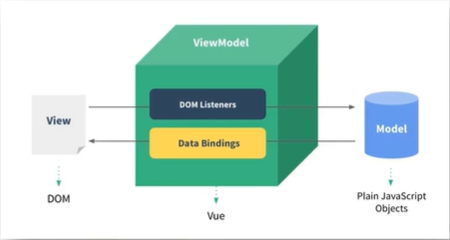 ViewModel
DOM Listeners
View
Data Bindings
Model
DOM
Vue
Plain JavaScript
Objects